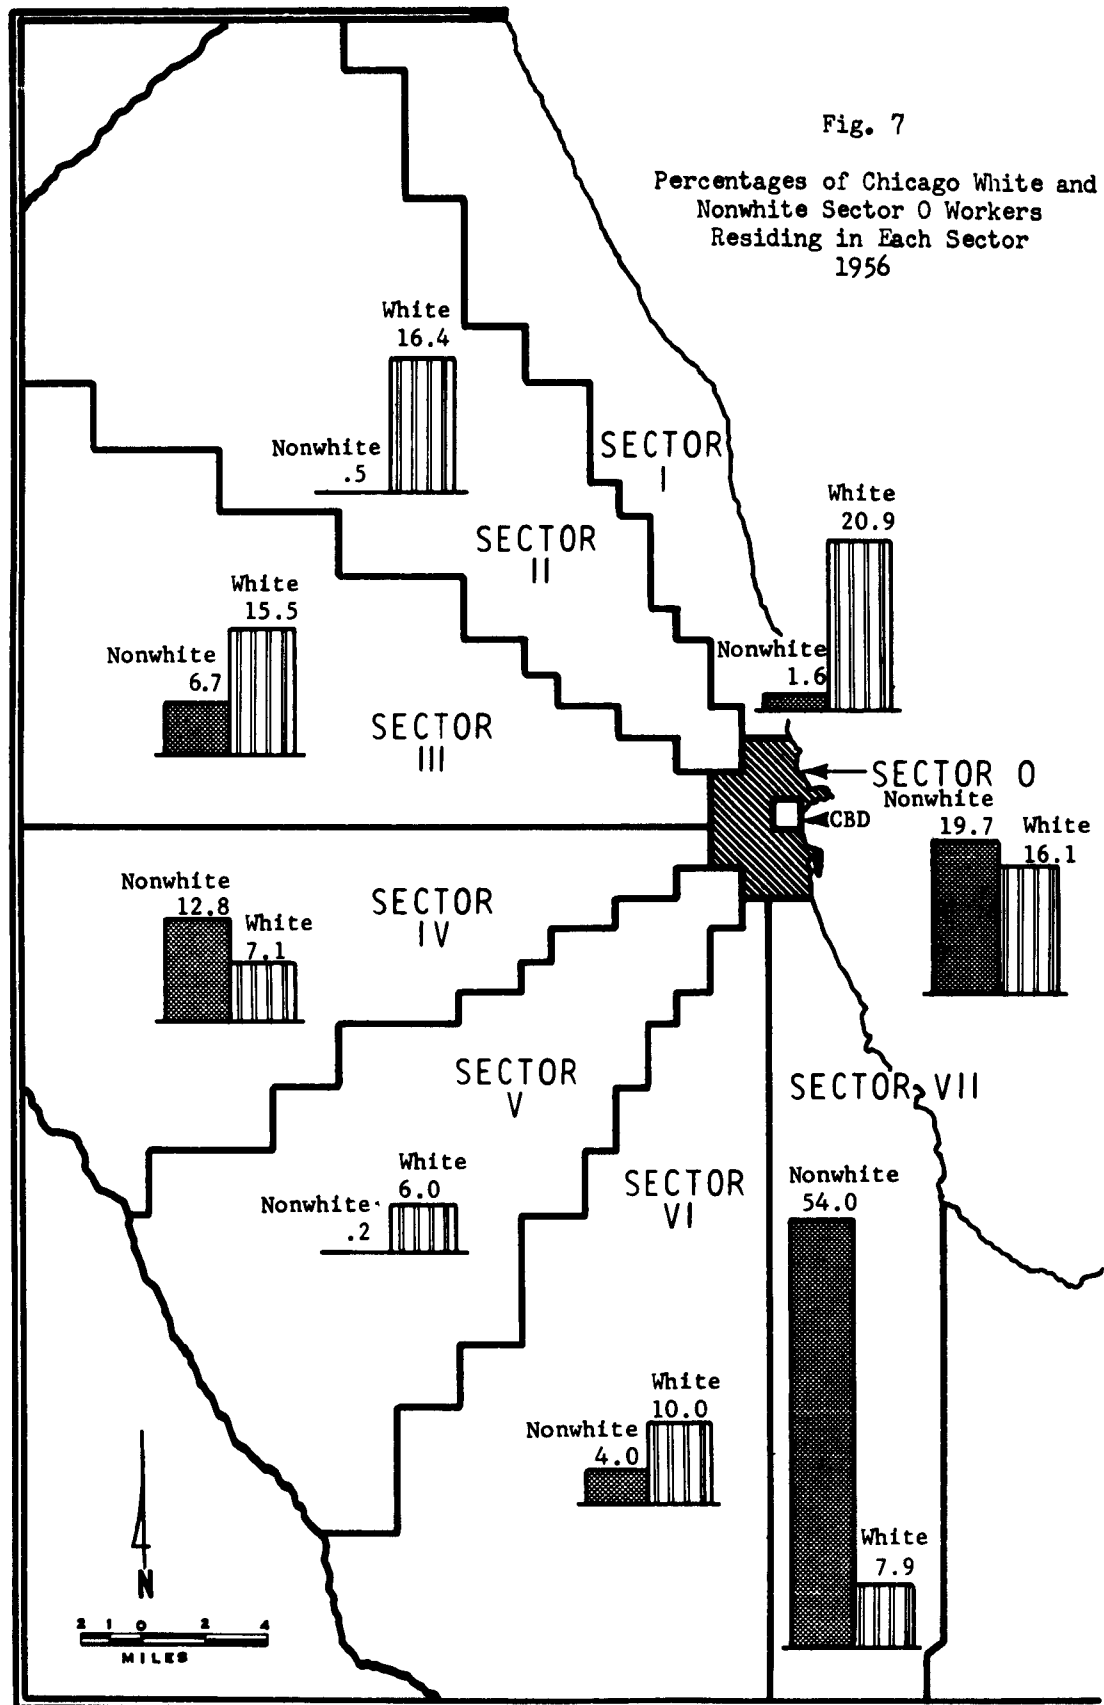 Fig. 7
Percentages of Chicago White and
Nonwhite Sector 0 Workers
Residing in Each Sector
1956
White
16.4
Nonwhite
.5
SECTOR
I
White
20.9
Nonwhite
1.6
SECTOR
II
White
15.5
Nonwhite
6.7
SECTOR
III
SECTOR 0
CBD
Nonwhite
19.7
White
16.1
Nonwhite
12.8
White
7.1
SECTOR
IV
SECTOR
V
White
6.0
Nonwhite
.2
SECTOR
VI
SECTOR VII
Nonwhite
54.0
White
7.9
White
10.0
Nonwhite
4.0
N
2 1 0 2 4
MILES